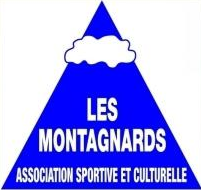 LES
MONTAGNARDS
ASSOCIATION SPORTIVE ET CULTURELLE